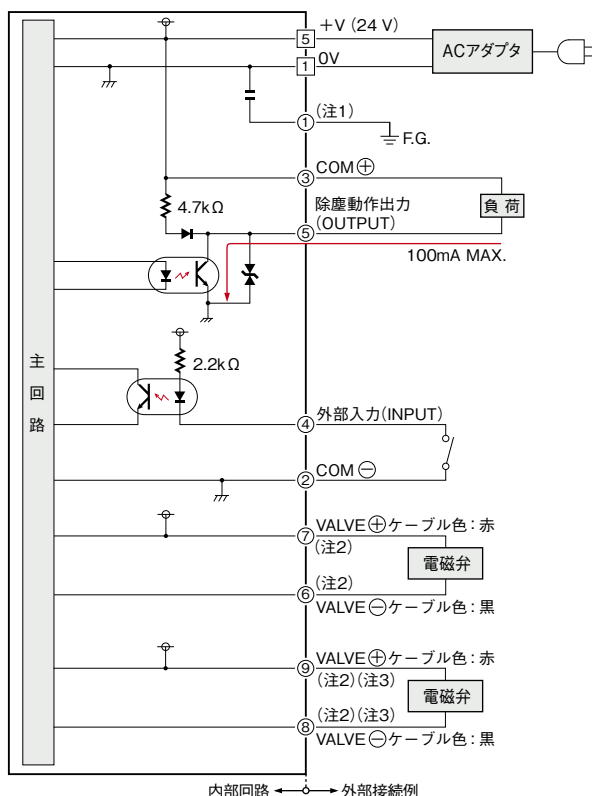 5 +V (24 V)
ACアダプタ
1 0V
① (注1)
F.G.
③ COM⊕
4.7kΩ
除塵動作出力
⑤ (OUTPUT)
負 荷
100mA MAX.
主回路
2.2kΩ
④ 外部入力(INPUT)
② COM⊖
⑦ VALVE⊕ケーブル色:赤
(注2)
電磁弁
⑥ (注2)
VALVE⊖ケーブル色:黒
⑨ VALVE⊕ケーブル色:赤
(注2)(注3)
電磁弁
⑧ (注2)(注3)
VALVE⊖ケーブル色:黒
内部回路 外部接続例